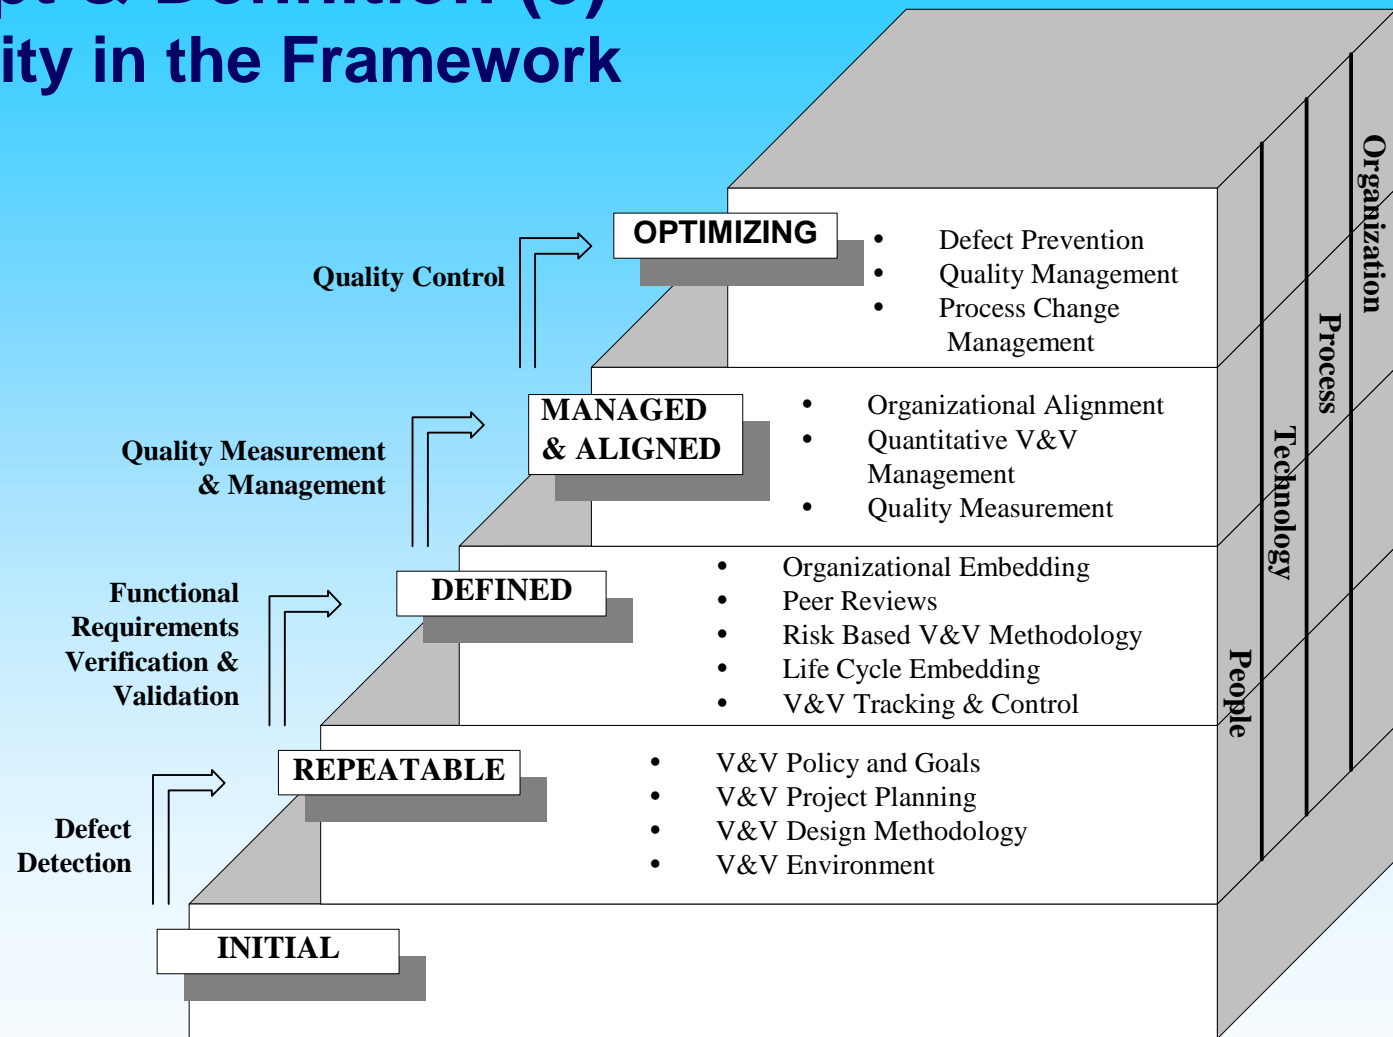 & Definition
in the Framework
OPTIMIZING
• Defect Prevention
• Quality Management
• Process Change
Management
Quality Control
MANAGED
& ALIGNED
• Organizational Alignment
• Quantitative V&V
Management
• Quality Measurement
Quality Measurement
& Management
DEFINED
• Organizational Embedding
• Peer Reviews
• Risk Based V&V Methodology
• Life Cycle Embedding
• V&V Tracking & Control
Functional
Requirements
Verification &
Validation
REPEATABLE
• V&V Policy and Goals
• V&V Project Planning
• V&V Design Methodology
• V&V Environment
Defect
Detection
INITIAL
People
Technology
Process
Organization